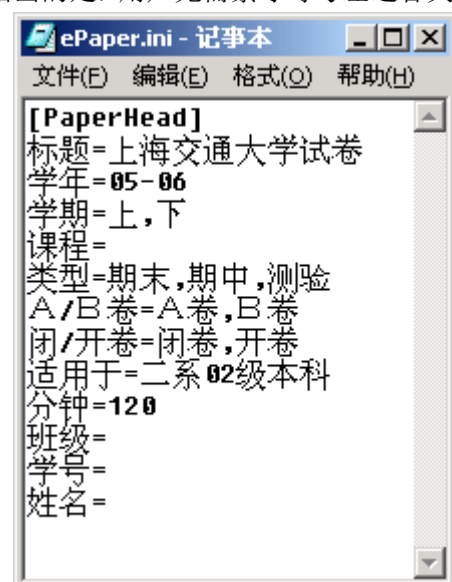 ePaper.ini - 记事本
文件(F) 编辑(E) 格式(O) 帮助(H)
[PaperHead]
标题=上海交通大学试卷
学年=05-06
学期=上,下
课程=
类型=期末,期中,测验
A/B卷=A卷,B卷
闭/开卷=闭卷,开卷
适用于=二系02级本科
分钟=120
班级=
学号=
姓名=